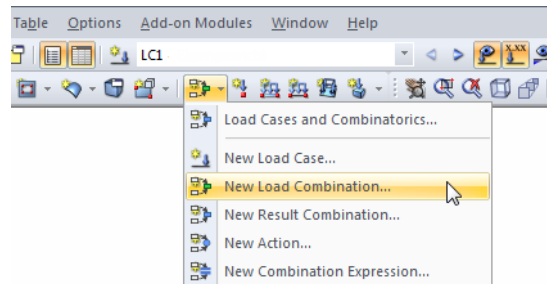 Table Options Add-on Modules Window Help
LC1
x.xx
Load Cases and Combinatorics...
New Load Case...
New Load Combination...
New Result Combination...
New Action...
New Combination Expression...